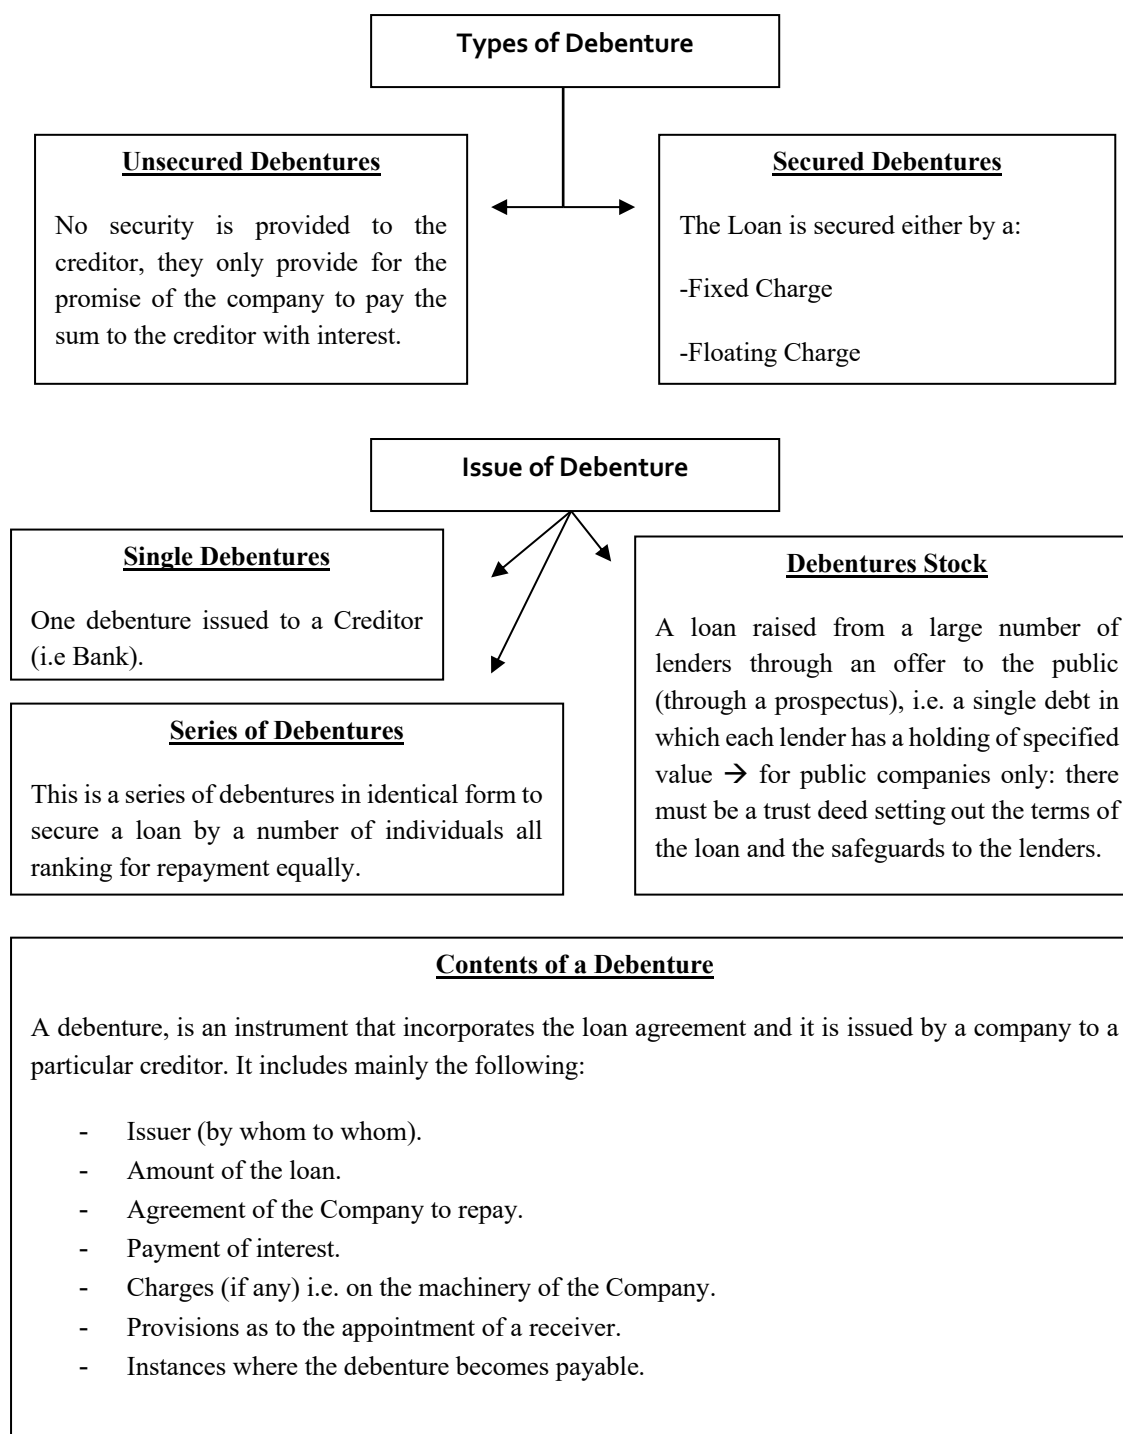 Types of Debenture
Unsecured Debentures
No security is provided to the
creditor, they only provide for the
promise of the company to pay the
sum to the creditor with interest.
Secured Debentures
The Loan is secured either by a:
-Fixed Charge
-Floating Charge
Issue of Debenture
Single Debentures
One debenture issued to a Creditor
(i.e Bank).
Series of Debentures
This is a series of debentures in identical form to
secure a loan by a number of individuals all
ranking for repayment equally.
Debentures Stock
A loan raised from a large number of
lenders through an offer to the public
(through a prospectus), i.e. a single debt in
which each lender has a holding of specified
value → for public companies only: there
must be a trust deed setting out the terms of
the loan and the safeguards to the lenders.
Contents of a Debenture
A debenture, is an instrument that incorporates the loan agreement and it is issued by a company to a
particular creditor. It includes mainly the following:
- Issuer (by whom to whom).
- Amount of the loan.
- Agreement of the Company to repay.
- Payment of interest.
- Charges (if any) i.e. on the machinery of the Company.
- Provisions as to the appointment of a receiver.
- Instances where the debenture becomes payable.